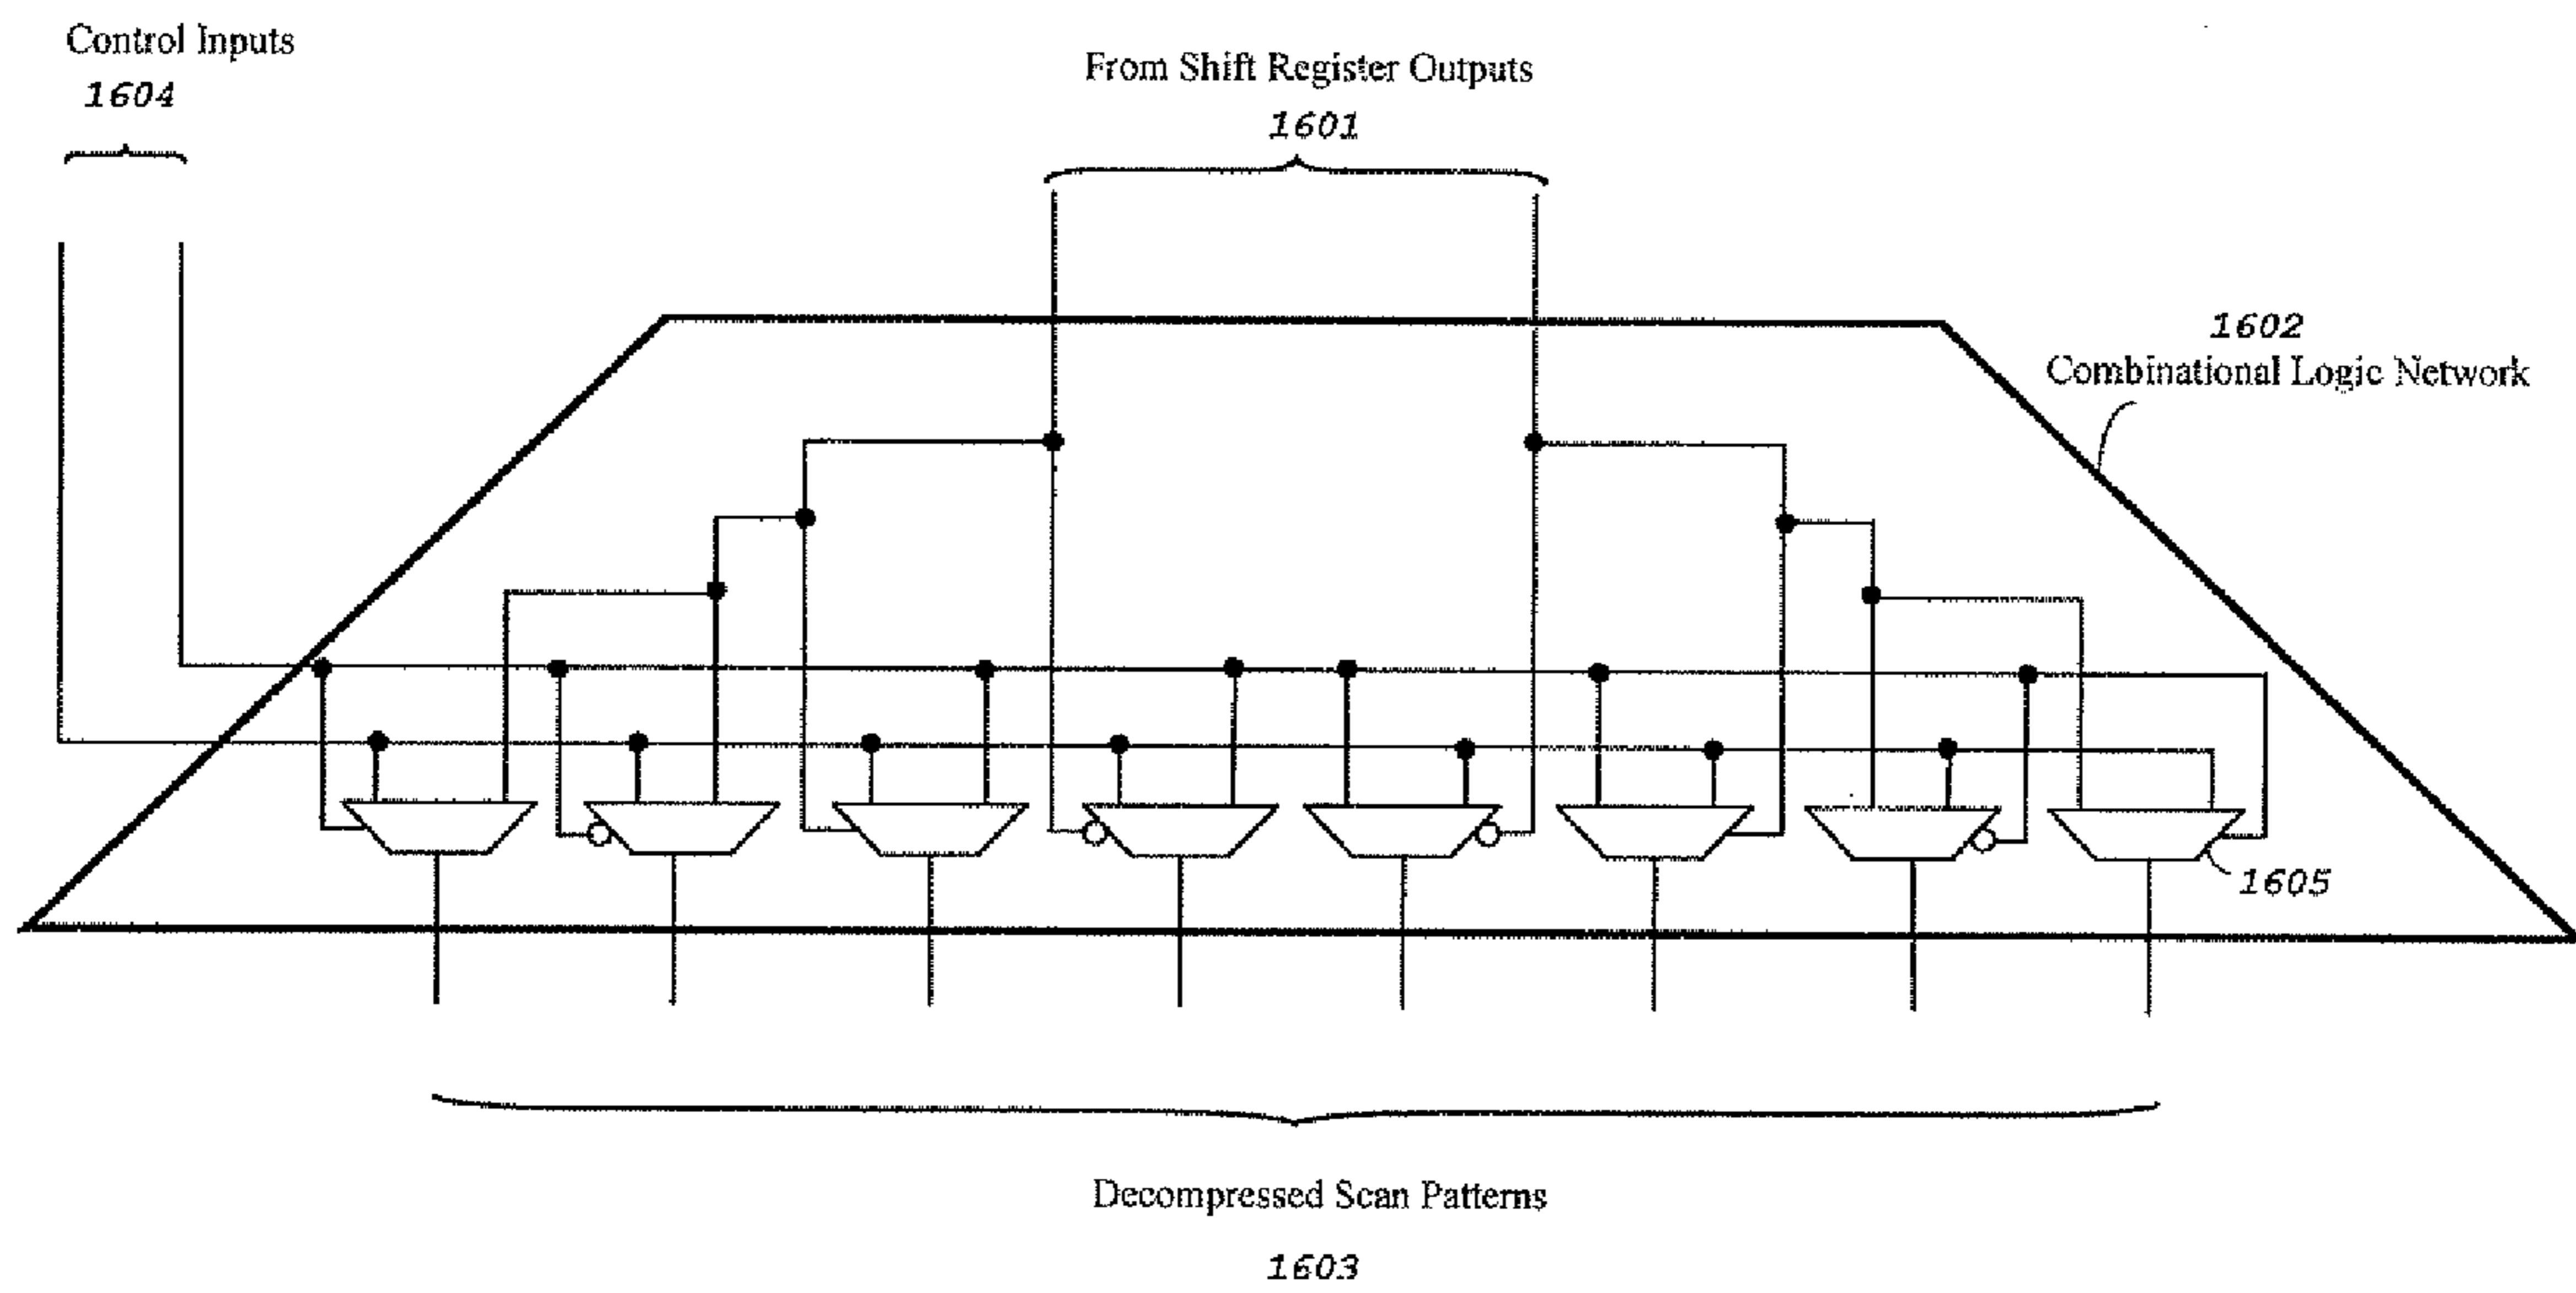 Control Inputs
1604
From Shift Register Outputs
1601
1602
Combinational Logic Network
1605
Decompressed Scan Patterns
1603